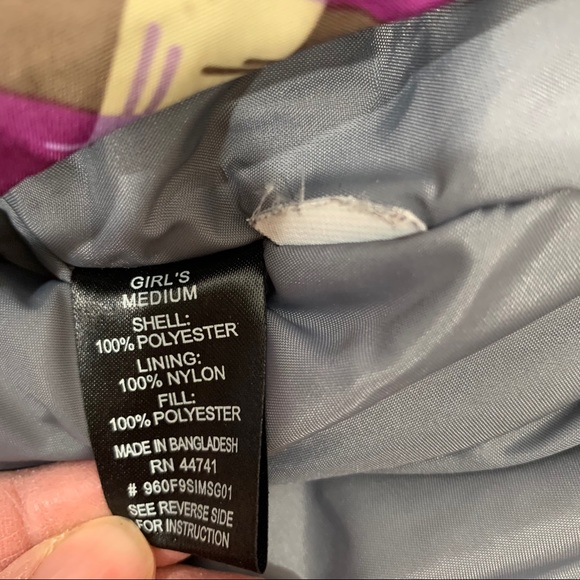 GIRL'S
MEDIUM
SHELL:
100% POLYESTER
LINING:
100% NYLON
FILL:
100% POLYESTER
MADE IN BANGLADESH
RN 44741
# 960F9SIMSG01
SEE REVERSE SIDE
FOR INSTRUCTION